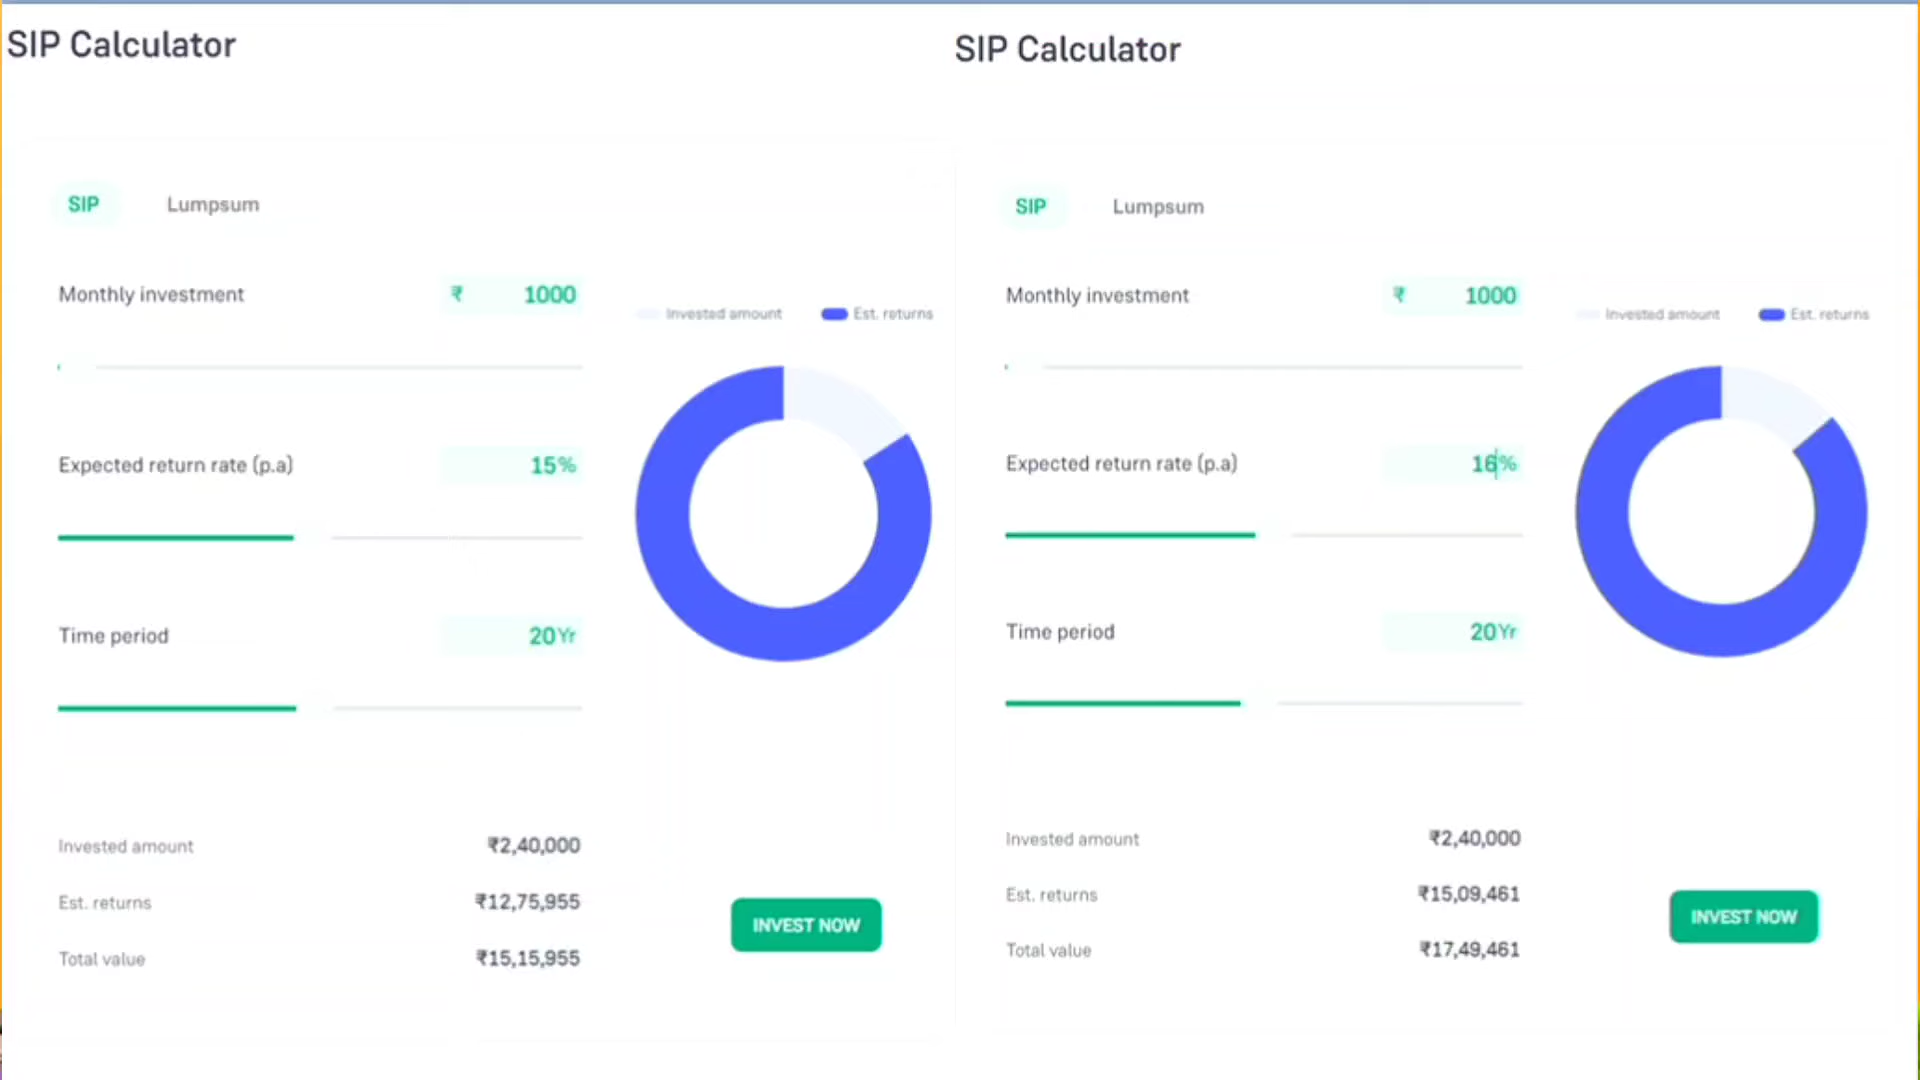 SIP Calculator
SIP Lumpsum
Monthly investment ₹ 1000
Invested amount Est. returns
Expected return rate (p.a) 15%
Time period 20Yr
Invested amount ₹2,40,000
Est. returns ₹12,75,955
Total value ₹15,15,955
INVEST NOW
SIP Calculator
SIP Lumpsum
Monthly investment ₹ 1000
Invested amount Est. returns
Expected return rate (p.a) 16%
Time period 20Yr
Invested amount ₹2,40,000
Est. returns ₹15,09,461
Total value ₹17,49,461
INVEST NOW